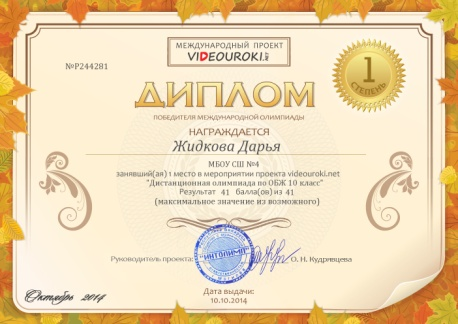 МЕЖДУНАРОДНЫЙ ПРОЕКТ
VIDEOUROKI.NET
№P244281
1
СТЕПЕНЬ
ДИПЛОМ
ПОБЕДИТЕЛЯ МЕЖДУНАРОДНОЙ ОЛИМПИАДЫ
НАГРАЖДАЕТСЯ
Жидкова Дарья
МБОУ СШ №4
занявший(ая) 1 место в мероприятии проекта videouroki.net
"Дистанционная олимпиада по ОБЖ 10 класс"
Результат 41 балла(ов) из 41
(максимальное значение из возможного)
"ИНТОЛИМП"
Руководитель проекта: О. Н. Кудрявцева
Октябрь 2014
Дата выдачи:
10.10.2014